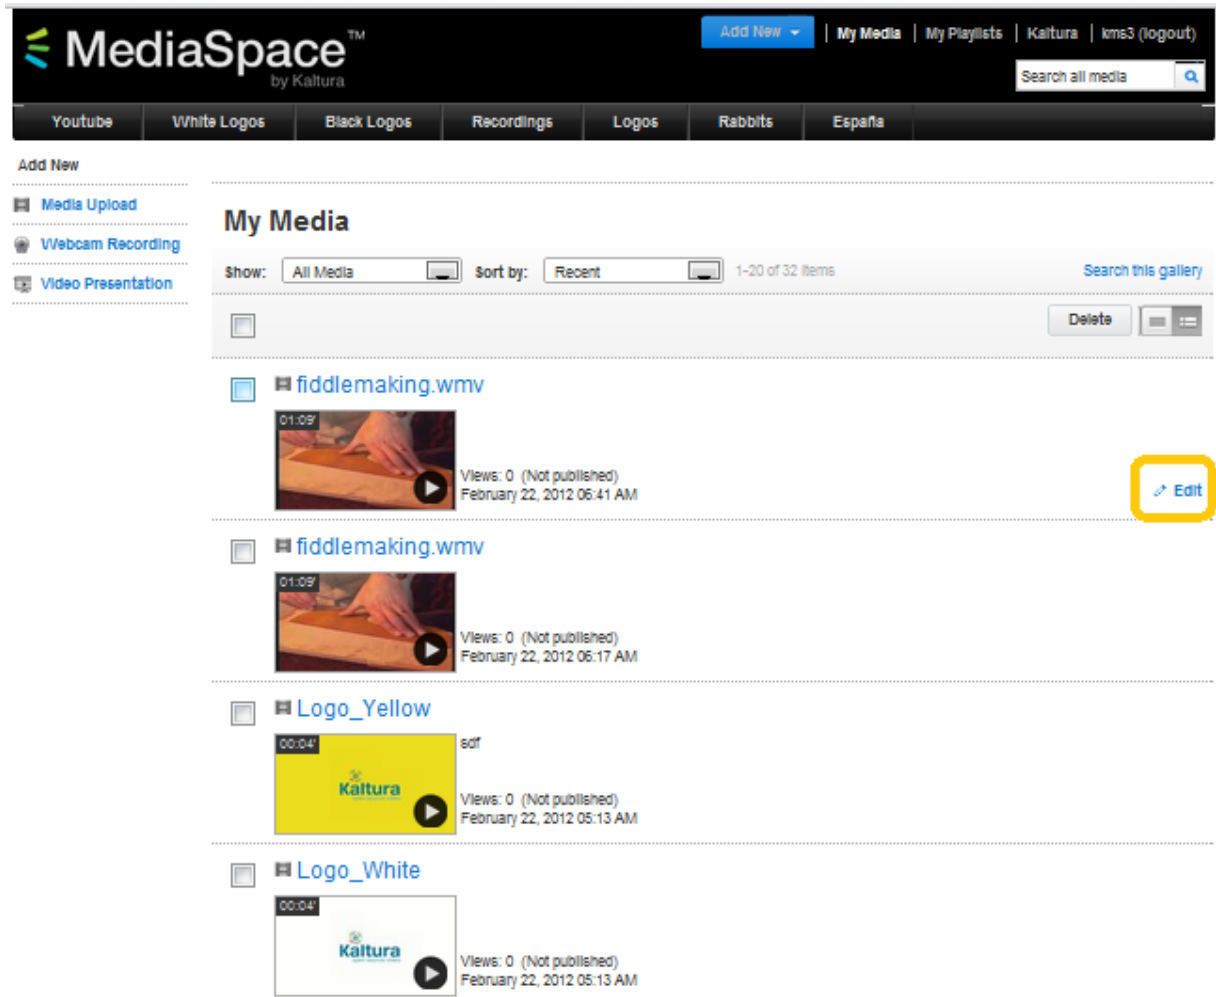 MediaSpace™
by Kaltura
Add New
My Media | My Playlists | Kaltura | kms3 (logout)
Search all media
Youtube
White Logos
Black Logos
Recordings
Logos
Rabbits
España
Add New
Media Upload
Webcam Recording
Video Presentation
My Media
Show: All Media Sort by: Recent 1-20 of 32 Items Search this gallery
Delete
fiddlemaking.wmv
01:09'
Views: 0 (Not published)
February 22, 2012 06:41 AM
Edit
fiddlemaking.wmv
01:09'
Views: 0 (Not published)
February 22, 2012 06:17 AM
Logo_Yellow
00:04'
sdf
Kaltura
Views: 0 (Not published)
February 22, 2012 05:13 AM
Logo_White
00:04'
Kaltura
Views: 0 (Not published)
February 22, 2012 05:13 AM